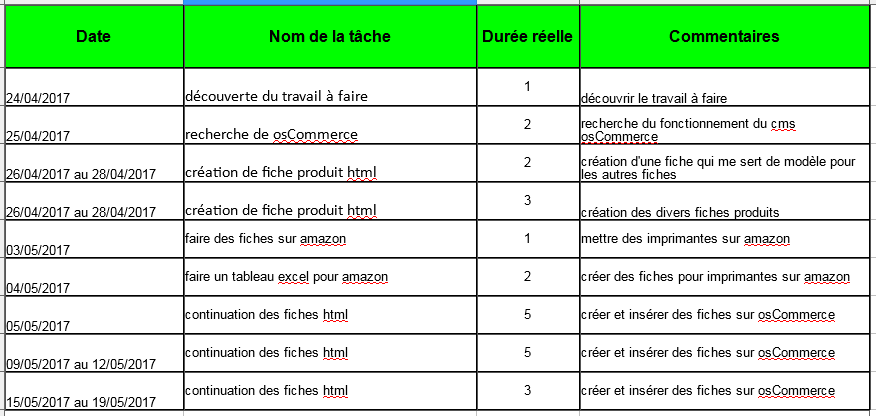 Date Nom de la tâche Durée réelle Commentaires
24/04/2017 découverte du travail à faire 1 découvrir le travail à faire
25/04/2017 recherche de osCommerce 2 recherche du fonctionnement du cms
osCommerce
26/04/2017 au 28/04/2017 création de fiche produit html 2 création d'une fiche qui me sert de modèle pour
les autres fiches
26/04/2017 au 28/04/2017 création de fiche produit html 3 création des divers fiches produits
03/05/2017 faire des fiches sur amazon 1 mettre des imprimantes sur amazon
04/05/2017 faire un tableau excel pour amazon 2 créer des fiches pour imprimantes sur amazon
05/05/2017 continuation des fiches html 5 créer et insérer des fiches sur osCommerce
09/05/2017 au 12/05/2017 continuation des fiches html 5 créer et insérer des fiches sur osCommerce
15/05/2017 au 19/05/2017 continuation des fiches html 3 créer et insérer des fiches sur osCommerce